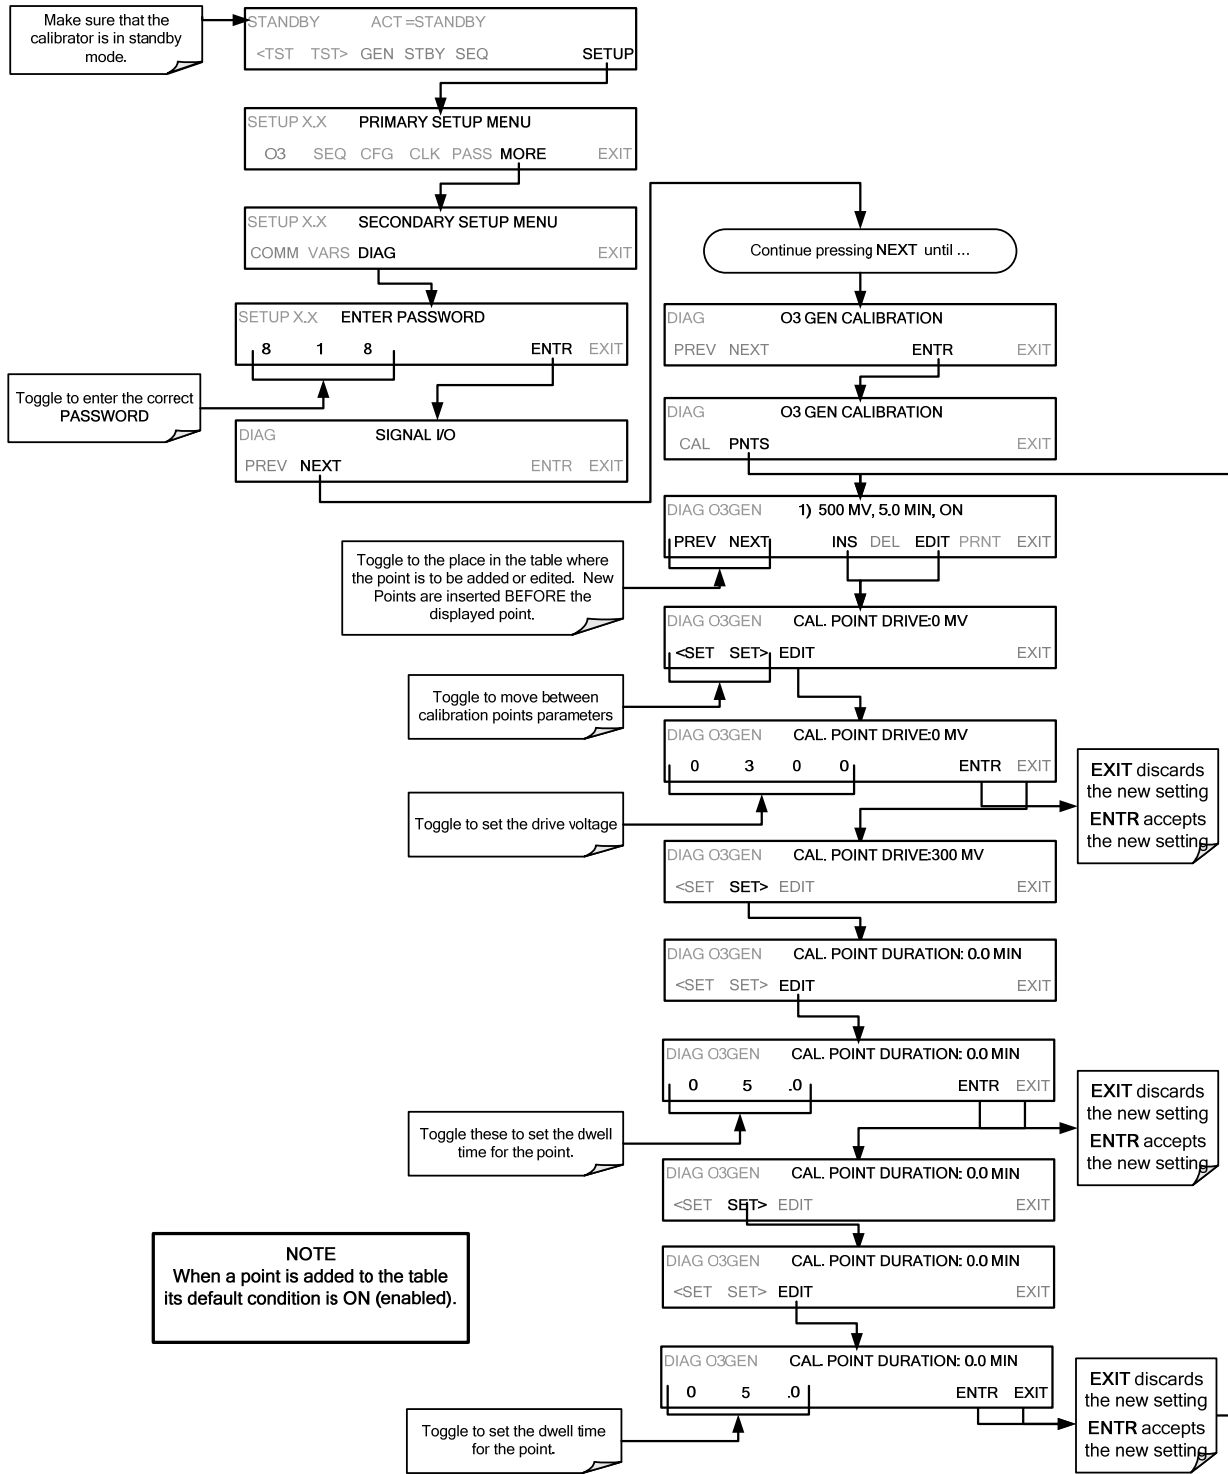 Make sure that the
calibrator is in standby
mode.
STANDBY ACT =STANDBY
<TST TST> GEN STBY SEQ SETUP
SETUP X.X PRIMARY SETUP MENU
O3 SEQ CFG CLK PASS MORE EXIT
SETUP X.X SECONDARY SETUP MENU
COMM VARS DIAG EXIT
SETUP X.X ENTER PASSWORD
8 1 8 ENTR EXIT
Toggle to enter the correct
PASSWORD
DIAG SIGNAL I/O
PREV NEXT ENTR EXIT
Continue pressing NEXT until ...
DIAG O3 GEN CALIBRATION
PREV NEXT ENTR EXIT
DIAG O3 GEN CALIBRATION
CAL PNTS EXIT
DIAG O3GEN 1) 500 MV, 5.0 MIN, ON
PREV NEXT INS DEL EDIT PRNT EXIT
Toggle to the place in the table where
the point is to be added or edited. New
Points are inserted BEFORE the
displayed point.
DIAG O3GEN CAL. POINT DRIVE:0 MV
<SET SET> EDIT EXIT
Toggle to move between
calibration points parameters
DIAG O3GEN CAL. POINT DRIVE:0 MV
0 3 0 0 ENTR EXIT
EXIT discards
the new setting
ENTR accepts
the new setting
Toggle to set the drive voltage
DIAG O3GEN CAL. POINT DRIVE:300 MV
<SET SET> EDIT EXIT
DIAG O3GEN CAL. POINT DURATION: 0.0 MIN
<SET SET> EDIT EXIT
DIAG O3GEN CAL. POINT DURATION: 0.0 MIN
0 5 .0 ENTR EXIT
EXIT discards
the new setting
ENTR accepts
the new setting
Toggle these to set the dwell
time for the point.
DIAG O3GEN CAL. POINT DURATION: 0.0 MIN
<SET SET> EDIT EXIT
DIAG O3GEN CAL. POINT DURATION: 0.0 MIN
<SET SET> EDIT EXIT
NOTE
When a point is added to the table
its default condition is ON (enabled).
DIAG O3GEN CAL. POINT DURATION: 0.0 MIN
0 5 .0 ENTR EXIT
EXIT discards
the new setting
ENTR accepts
the new setting
Toggle to set the dwell time
for the point.